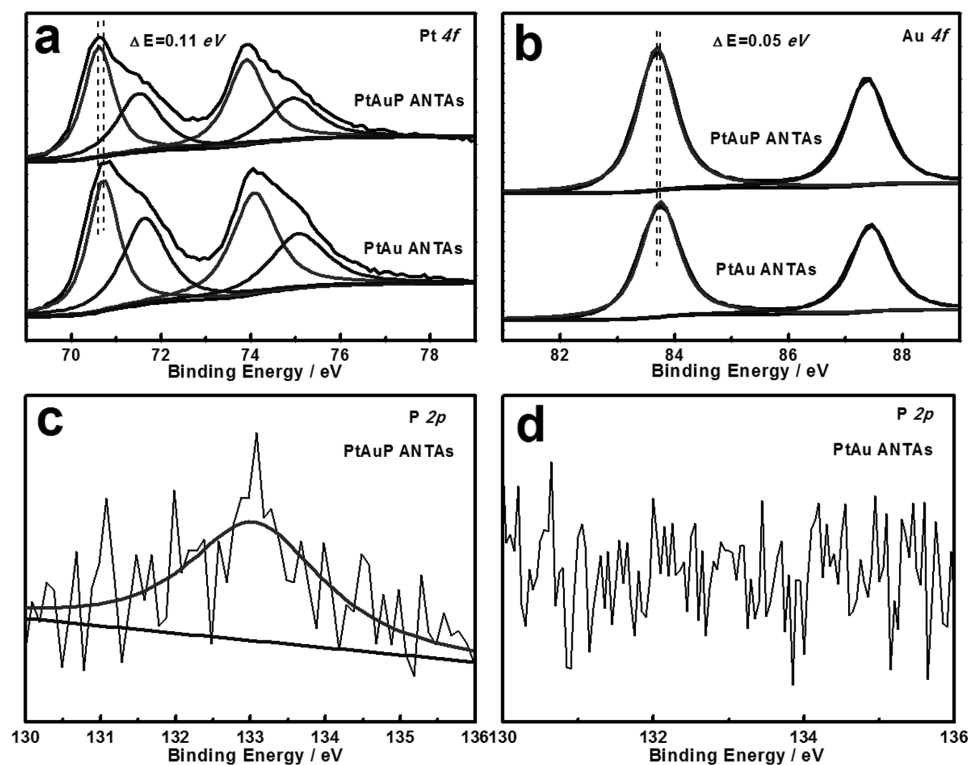 a
Δ E=0.11 eV
Pt 4f
PtAuP ANTAs
PtAu ANTAs
70 72 74 76 78
Binding Energy / eV
b
Δ E=0.05 eV
Au 4f
PtAuP ANTAs
PtAu ANTAs
82 84 86 88
Binding Energy / eV
c
P 2p
PtAuP ANTAs
130 131 132 133 134 135 136
Binding Energy / eV
d
P 2p
PtAu ANTAs
130 132 134 136
Binding Energy / eV